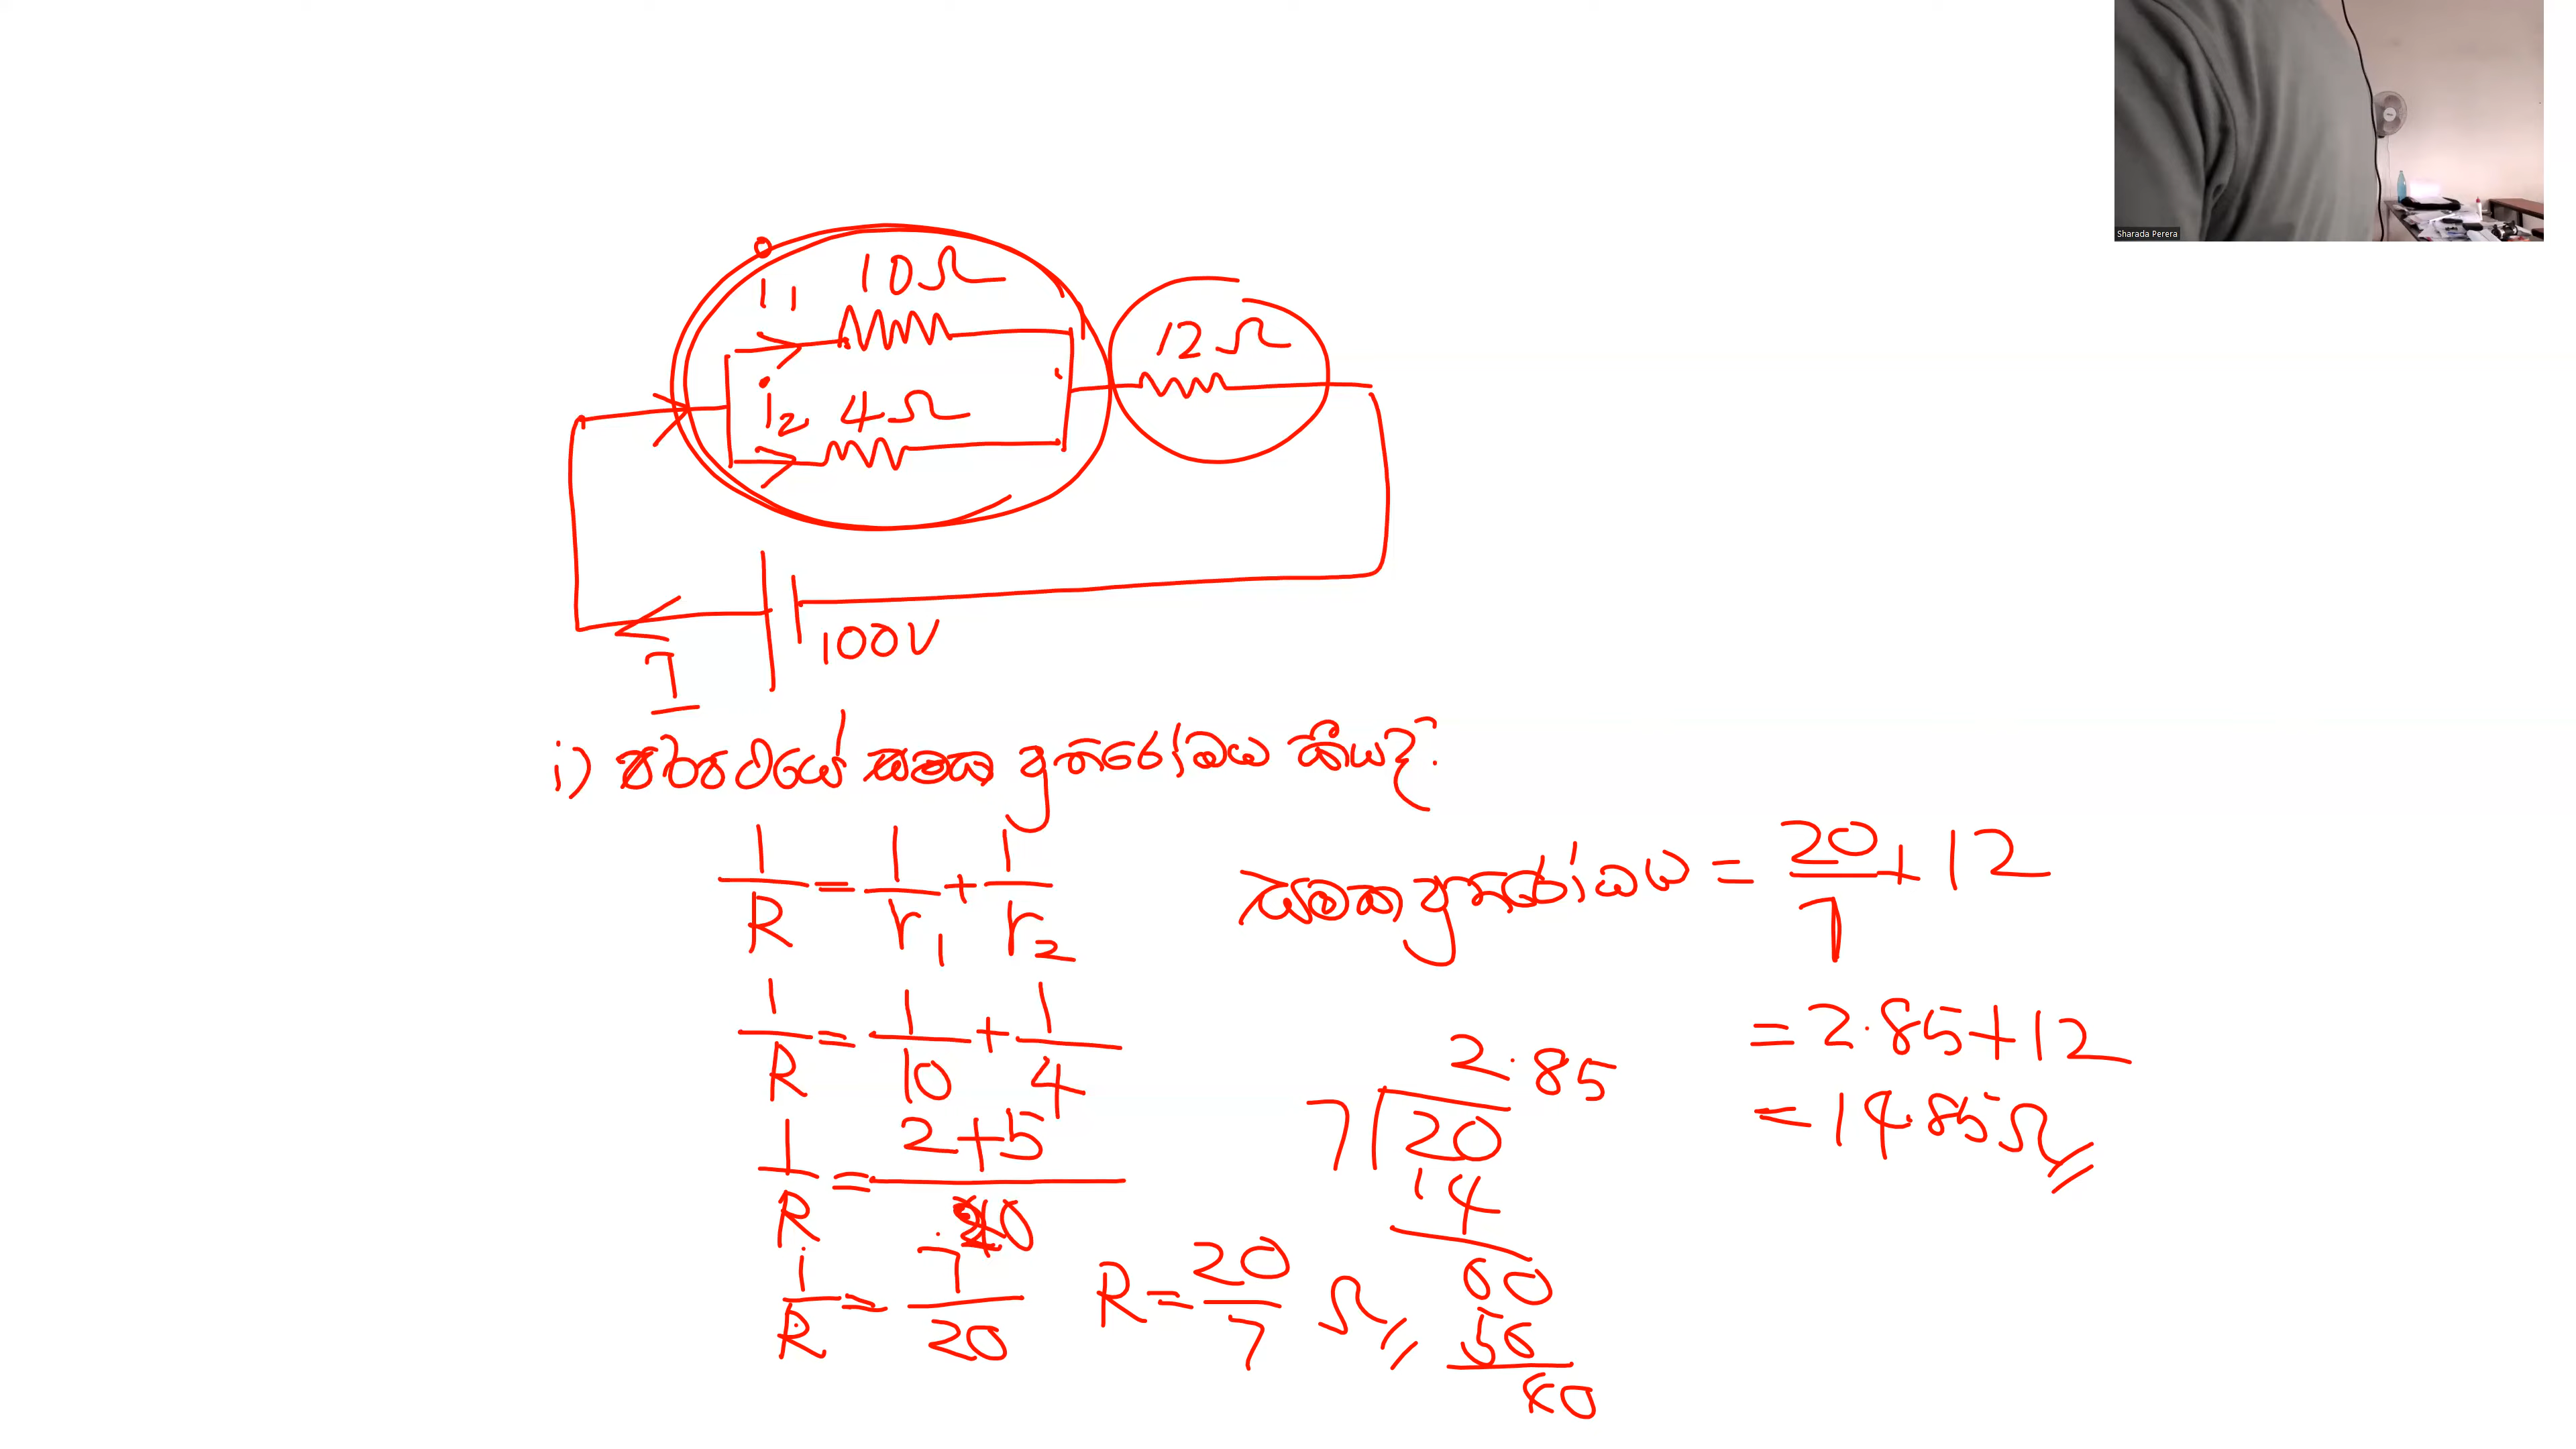 Sharada Perera
i₁ 10Ω
12Ω
i₂ 4Ω
100V
I
i) පරිපථයේ සමක ප්‍රතිරෝධය කීයද?
1/R = 1/r₁ + 1/r₂
1/R = 1/10 + 1/4
1/R = (2+5)/20
1/R = 7/20
R = 20/7 Ω
2.85
7 20
14
60
56
40
සමක ප්‍රතිරෝධය = 20/7 + 12
= 2.85 + 12
= 14.85Ω